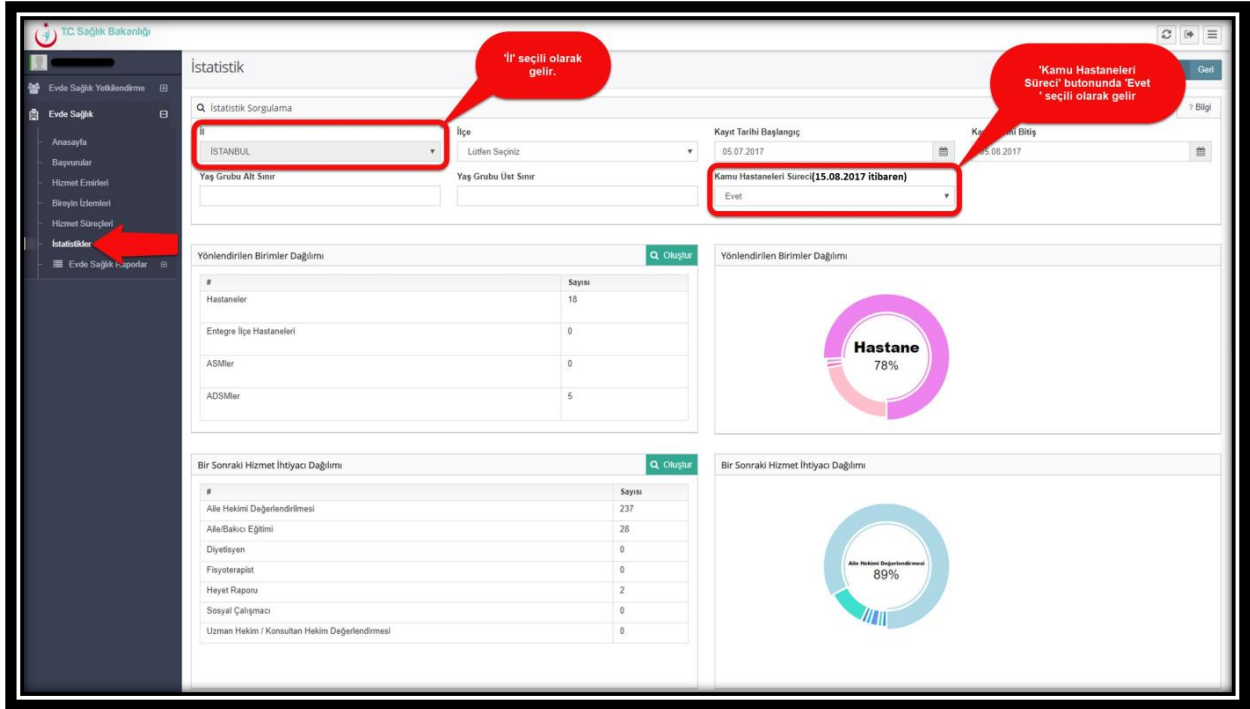 T.C. Sağlık Bakanlığı
'İl' seçili olarak
gelir.
'Kamu Hastaneleri
Süreci' butonunda 'Evet
' seçili olarak gelir
Evde Sağlık Yetkilendirme
Evde Sağlık
Anasayfa
Başvurular
Hizmet Emirleri
Bireyin İzlemleri
Hizmet Süreçleri
İstatistikler
Evde Sağlık Raporlar
İstatistik
Geri
İstatistik Sorgulama
? Bilgi
İl
İlçe
Kayıt Tarihi Başlangıç
Bitiş
İSTANBUL
Lütfen Seçiniz
05.07.2017
05.08.2017
Yaş Grubu Alt Sınır
Yaş Grubu Üst Sınır
Kamu Hastaneleri Süreci(15.08.2017 itibaren)
Evet
Yönlendirilen Birimler Dağılımı
Oluştur
# Sayısı
Hastaneler 18
Entegre İlçe Hastaneleri 0
ASMler 0
ADSMler 5
Yönlendirilen Birimler Dağılımı
Hastane
78%
Bir Sonraki Hizmet İhtiyacı Dağılımı
Oluştur
# Sayısı
Aile Hekimi Değerlendirilmesi 237
Aile/Bakıcı Eğitimi 28
Diyetisyen 0
Fisyoterapist 0
Heyet Raporu 2
Sosyal Çalışmacı 0
Uzman Hekim / Konsultan Hekim Değerlendirmesi 0
Bir Sonraki Hizmet İhtiyacı Dağılımı
Aile Hekimi Değerlendirmesi
89%